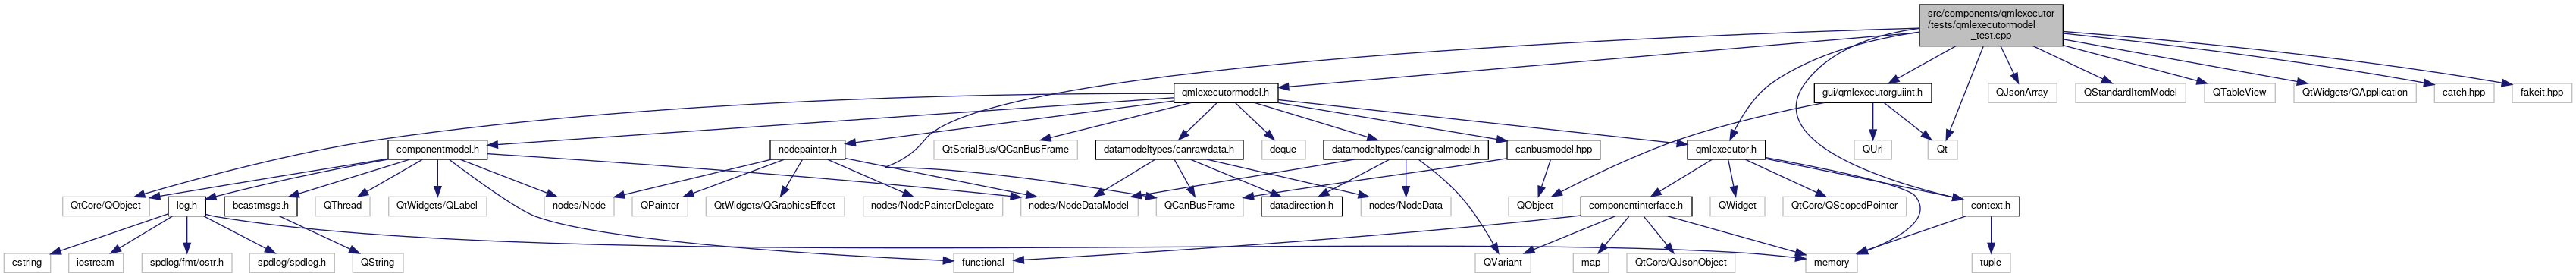 src/components/qmlexecutor
/tests/qmlexecutormodel
_test.cpp
qmlexecutormodel.h
gui/qmlexecutorguiint.h
QJsonArray
QStandardItemModel
QTableView
QtWidgets/QApplication
catch.hpp
fakeit.hpp
componentmodel.h
nodepainter.h
QtSerialBus/QCanBusFrame
datamodeltypes/canrawdata.h
deque
datamodeltypes/cansignalmodel.h
canbusmodel.hpp
qmlexecutor.h
QUrl
Qt
QtCore/QObject
log.h
bcastmsgs.h
QThread
QtWidgets/QLabel
nodes/Node
QPainter
QtWidgets/QGraphicsEffect
nodes/NodePainterDelegate
nodes/NodeDataModel
QCanBusFrame
datadirection.h
nodes/NodeData
QObject
componentinterface.h
QWidget
QtCore/QScopedPointer
context.h
cstring
iostream
spdlog/fmt/ostr.h
spdlog/spdlog.h
QString
functional
QVariant
map
QtCore/QJsonObject
memory
tuple